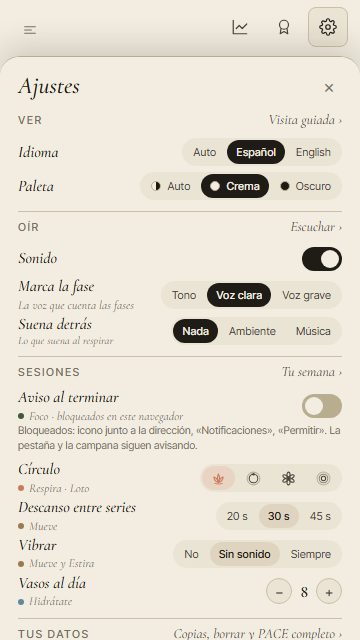 Ajustes
VER
Visita guiada ›
Idioma
Auto Español English
Paleta
Auto Crema Oscuro
OÍR
Escuchar ›
Sonido
Marca la fase
La voz que cuenta las fases
Tono Voz clara Voz grave
Suena detrás
Lo que suena al respirar
Nada Ambiente Música
SESIONES
Tu semana ›
Aviso al terminar
Foco · bloqueados en este navegador
Bloqueados: icono junto a la dirección, «Notificaciones», «Permitir». La
pestaña y la campana siguen avisando.
Círculo
Respira · Loto
Descanso entre series
Mueve
20 s 30 s 45 s
Vibrar
Mueve y Estira
No Sin sonido Siempre
Vasos al día
Hidrátate
− 8 +
TUS DATOS
Copias, borrar y PACE completo ›